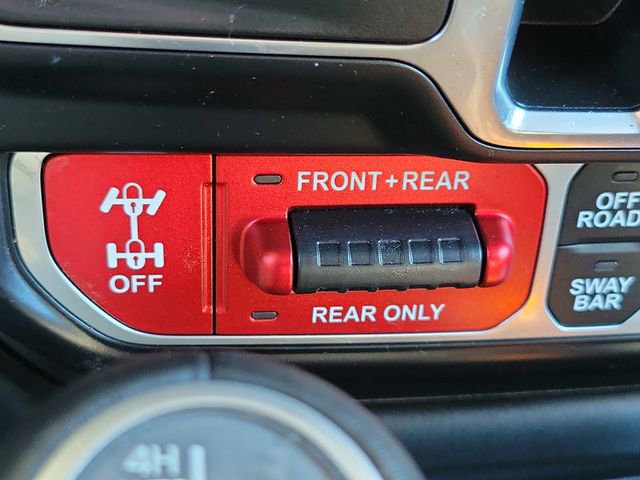 FRONT+REAR
OFF
REAR ONLY
OFF
ROAD
SWAY
BAR
4H